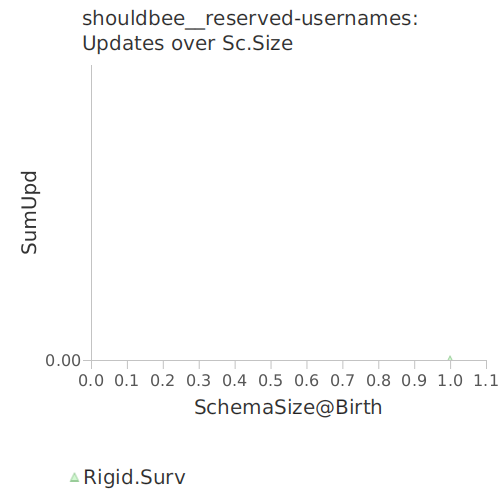 shouldbee__reserved-usernames:
Updates over Sc.Size
SumUpd
0.00
0.0 0.1 0.2 0.3 0.4 0.5 0.6 0.7 0.8 0.9 1.0 1.1
SchemaSize@Birth
Rigid.Surv